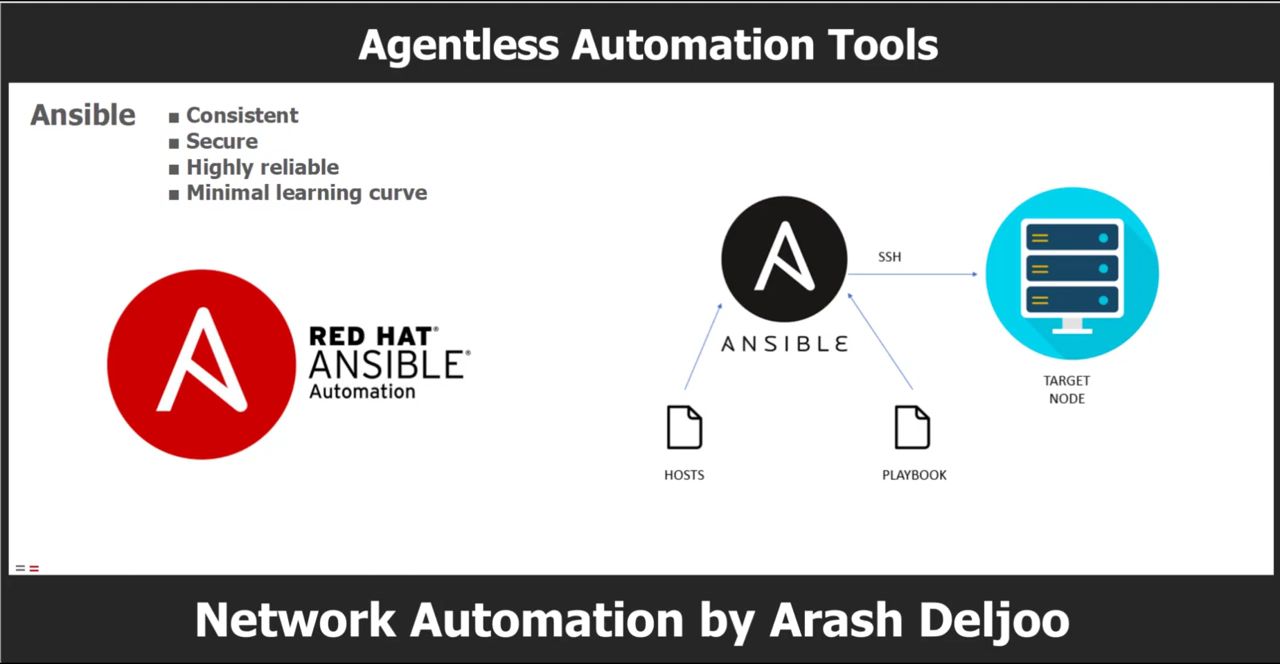 Agentless Automation Tools
Ansible
■ Consistent
■ Secure
■ Highly reliable
■ Minimal learning curve
RED HAT®
ANSIBLE®
Automation
ANSIBLE
SSH
TARGET
NODE
HOSTS
PLAYBOOK
Network Automation by Arash Deljoo